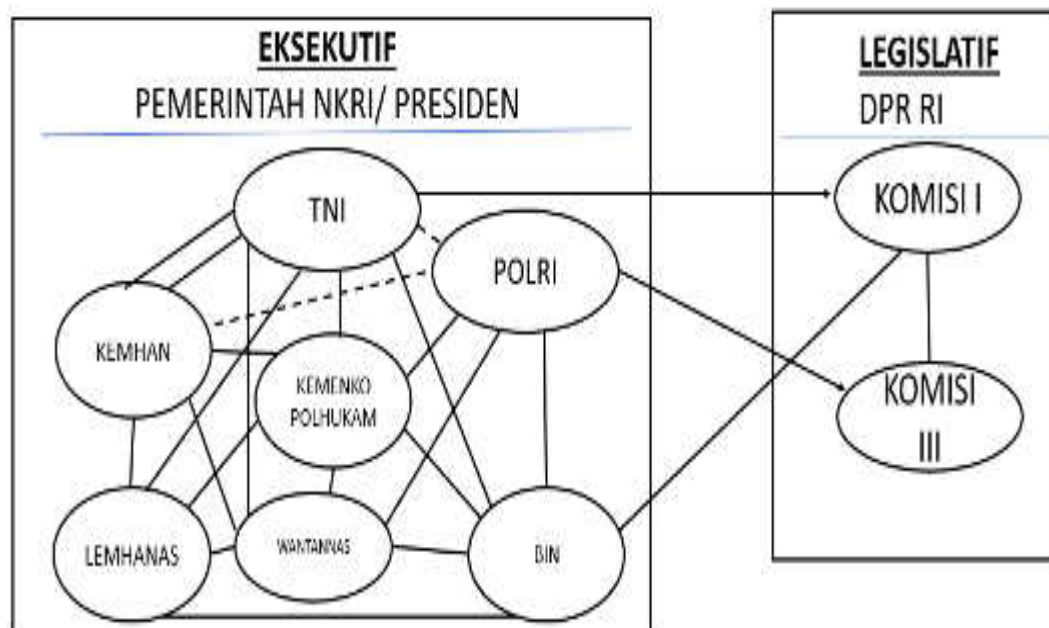 EKSEKUTIF
PEMERINTAH NKRI/ PRESIDEN
TNI
POLRI
KEMHAN
KEMENKO
POLHUKAM
LEMHANAS
WANTANNAS
BIN
LEGISLATIF
DPR RI
KOMISI I
KOMISI
III